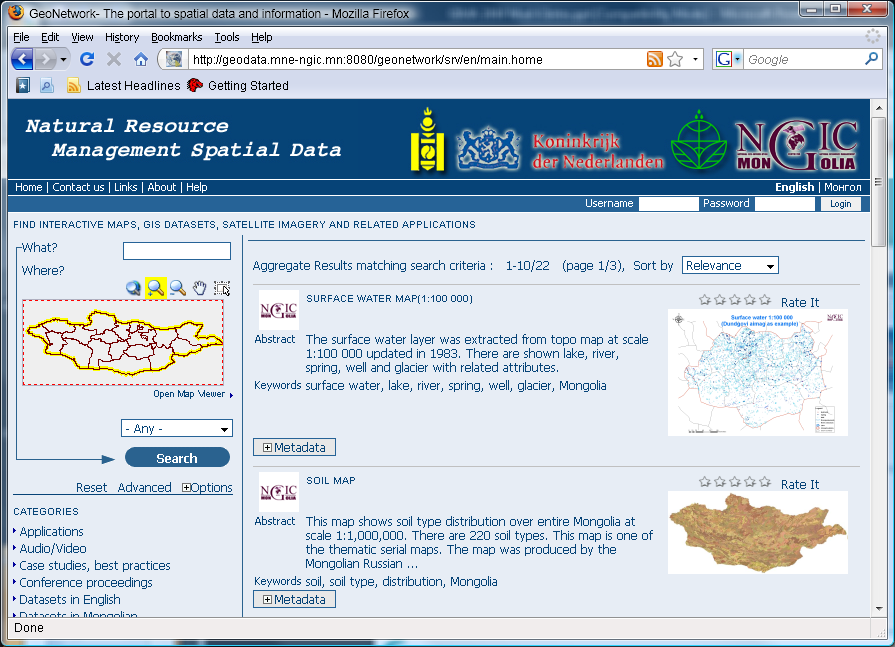 GeoNetwork- The portal to spatial data and information - Mozilla Firefox
File Edit View History Bookmarks Tools Help
http://geodata.mne-ngic.mn:8080/geonetwork/srv/en/main.home
G Google
Latest Headlines Getting Started
Natural Resource
Management Spatial Data
Koninkrijk
der Nederlanden
NGIC
MONGOLIA
Home | Contact us | Links | About | Help
English | Монгол
Username Password Login
FIND INTERACTIVE MAPS, GIS DATASETS, SATELLITE IMAGERY AND RELATED APPLICATIONS
What?
Where?
Open Map Viewer
- Any -
Search
Reset Advanced Options
CATEGORIES
Applications
Audio/Video
Case studies, best practices
Conference proceedings
Datasets in English
Datasets in Mongolian
Aggregate Results matching search criteria : 1-10/22 (page 1/3), Sort by Relevance
NGIC
SURFACE WATER MAP(1:100 000)
Rate It
Abstract The surface water layer was extracted from topo map at scale
1:100 000 updated in 1983. There are shown lake, river,
spring, well and glacier with related attributes.
Keywords surface water, lake, river, spring, well, glacier, Mongolia
Surface water 1:100 000
(Dundgovi aimag as example)
NGIC
Metadata
NGIC
SOIL MAP
Rate It
Abstract This map shows soil type distribution over entire Mongolia at
scale 1:1,000,000. There are 220 soil types. This map is one of
the thematic serial maps. The map was produced by the
Mongolian Russian ...
Keywords soil, soil type, distribution, Mongolia
Metadata
Done